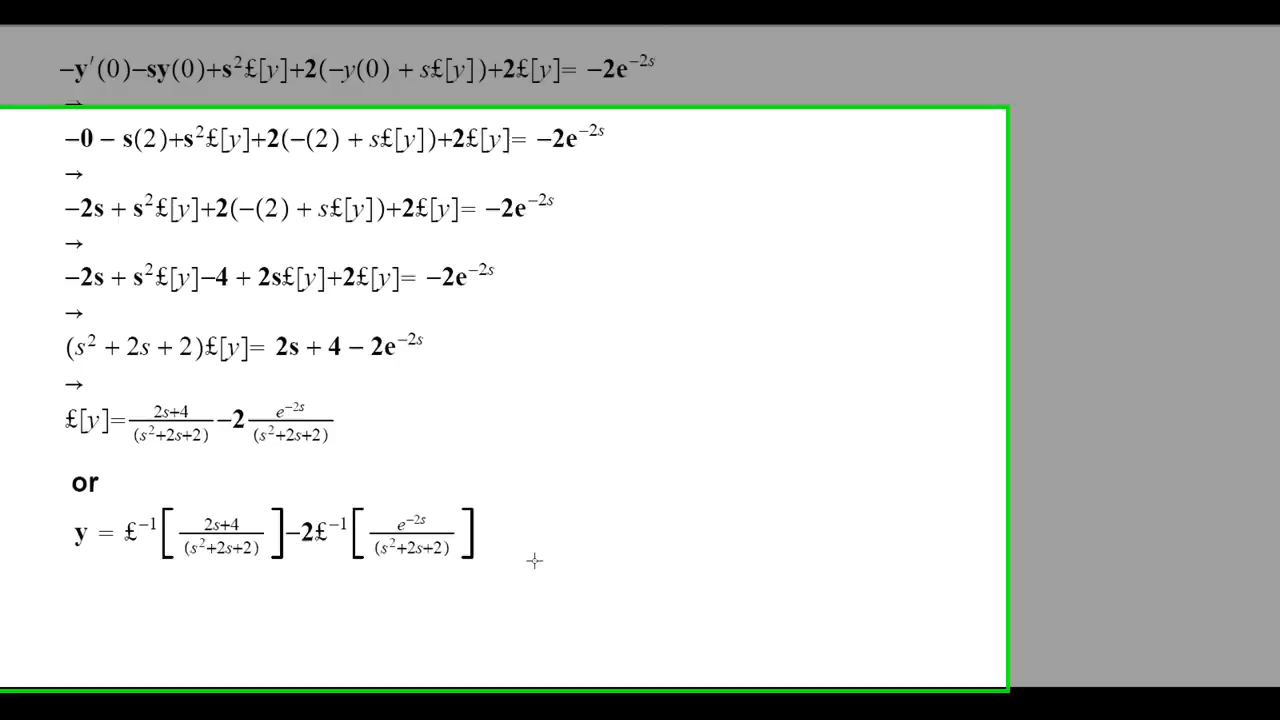 −y′(0)−sy(0)+s²£[y]+2(−y(0) + s£[y])+2£[y]= −2e⁻²ˢ
→
−0 − s(2)+s²£[y]+2(−(2) + s£[y])+2£[y]= −2e⁻²ˢ
→
−2s + s²£[y]+2(−(2) + s£[y])+2£[y]= −2e⁻²ˢ
→
−2s + s²£[y]−4 + 2s£[y]+2£[y]= −2e⁻²ˢ
→
(s² + 2s + 2)£[y]= 2s + 4 − 2e⁻²ˢ
→
£[y]= (2s+4)/(s²+2s+2) −2 e⁻²ˢ/(s²+2s+2)
or
y = £⁻¹[ (2s+4)/(s²+2s+2) ]−2£⁻¹[ e⁻²ˢ/(s²+2s+2) ]